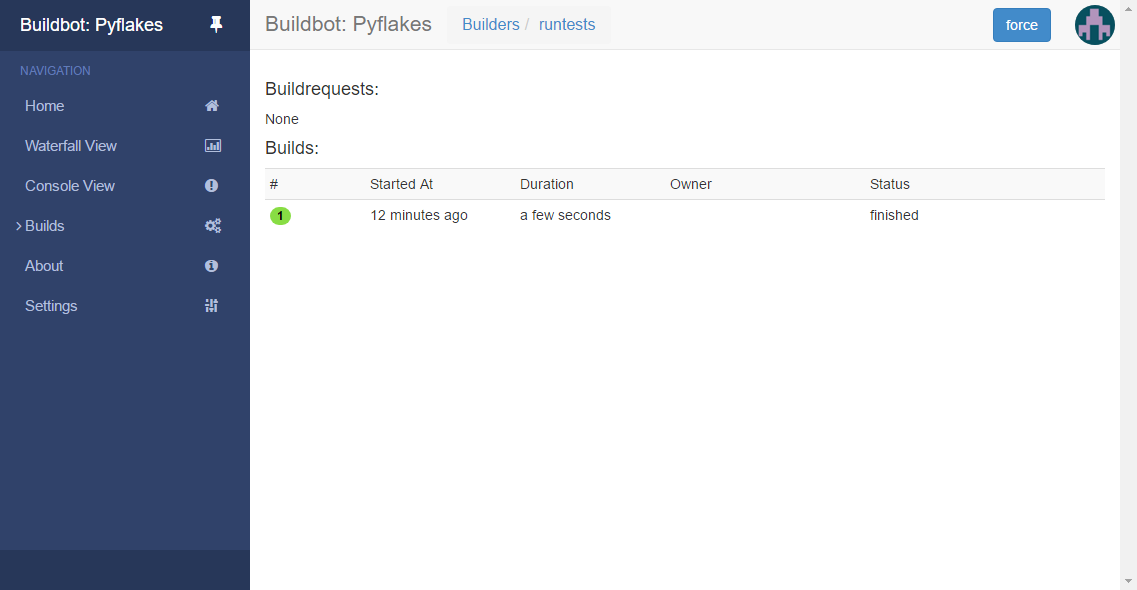 Buildbot: Pyflakes
NAVIGATION
Home
Waterfall View
Console View
Builds
About
Settings
Buildbot: Pyflakes
Builders / runtests
force
Buildrequests:
None
Builds:
# Started At Duration Owner Status
1 12 minutes ago a few seconds finished